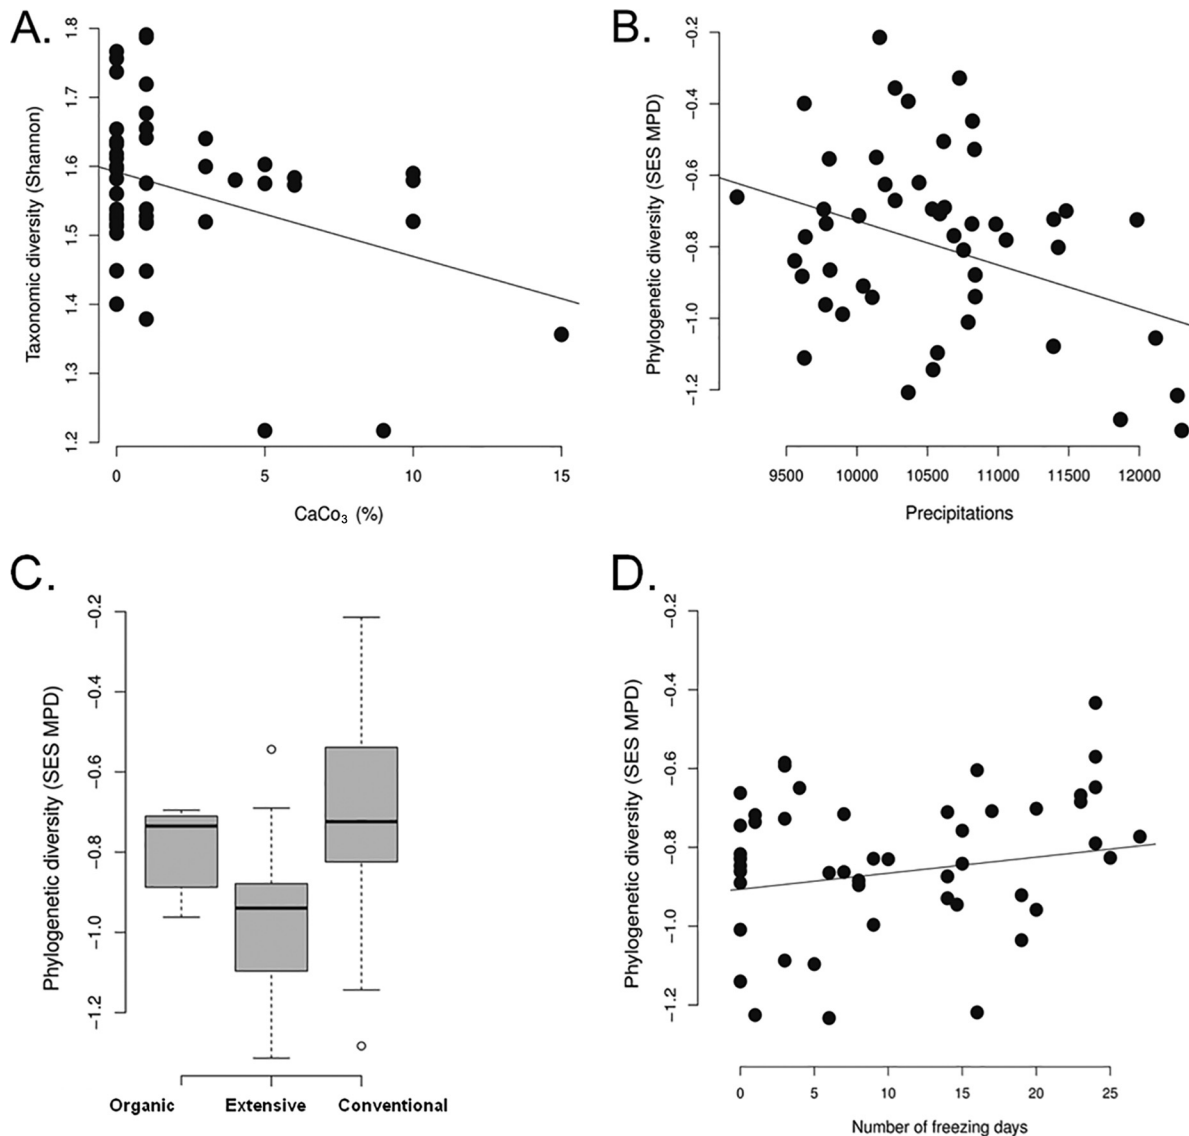 A.
Taxonomic diversity (Shannon)
1.8
1.7
1.6
1.5
1.4
1.3
1.2
0 5 10 15
CaCo₃ (%)
B.
Phylogenetic diversity (SES MPD)
−0.2
−0.4
−0.6
−0.8
−1.0
−1.2
9500 10000 10500 11000 11500 12000
Precipitations
C.
Phylogenetic diversity (SES MPD)
−0.2
−0.4
−0.6
−0.8
−1.0
−1.2
Organic Extensive Conventional
D.
Phylogenetic diversity (SES MPD)
−0.2
−0.4
−0.6
−0.8
−1.0
−1.2
0 5 10 15 20 25
Number of freezing days